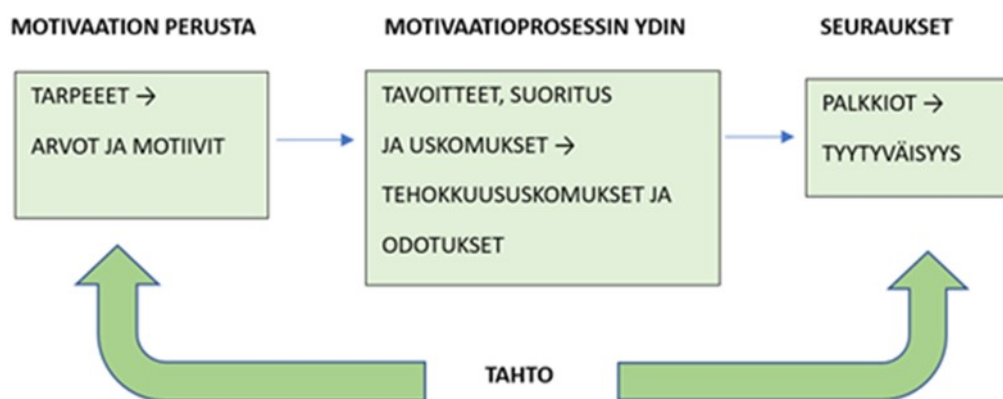 MOTIVAATION PERUSTA
TARPEEET →
ARVOT JA MOTIIVIT
MOTIVAATIOPROSESSIN YDIN
TAVOITTEET, SUORITUS
JA USKOMUKSET →
TEHOKKUUSUSKOMUKSET JA
ODOTUKSET
SEURAUKSET
PALKKIOT →
TYYTYVÄISYYS
TAHTO